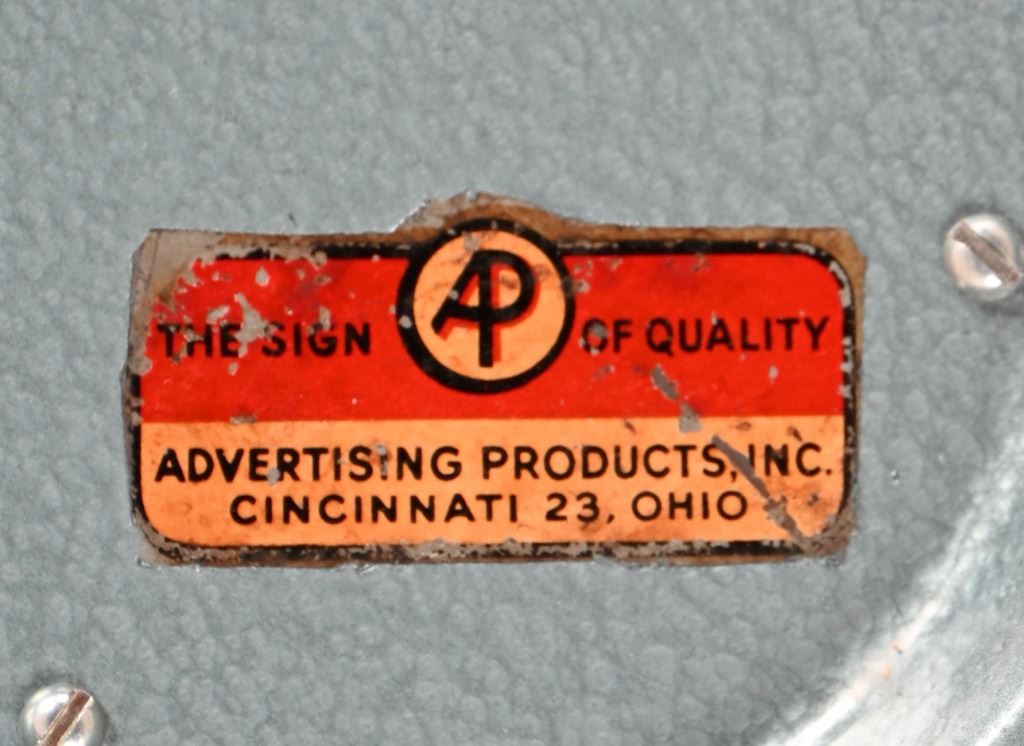 THE SIGN AP OF QUALITY
ADVERTISING PRODUCTS, INC.
CINCINNATI 23, OHIO